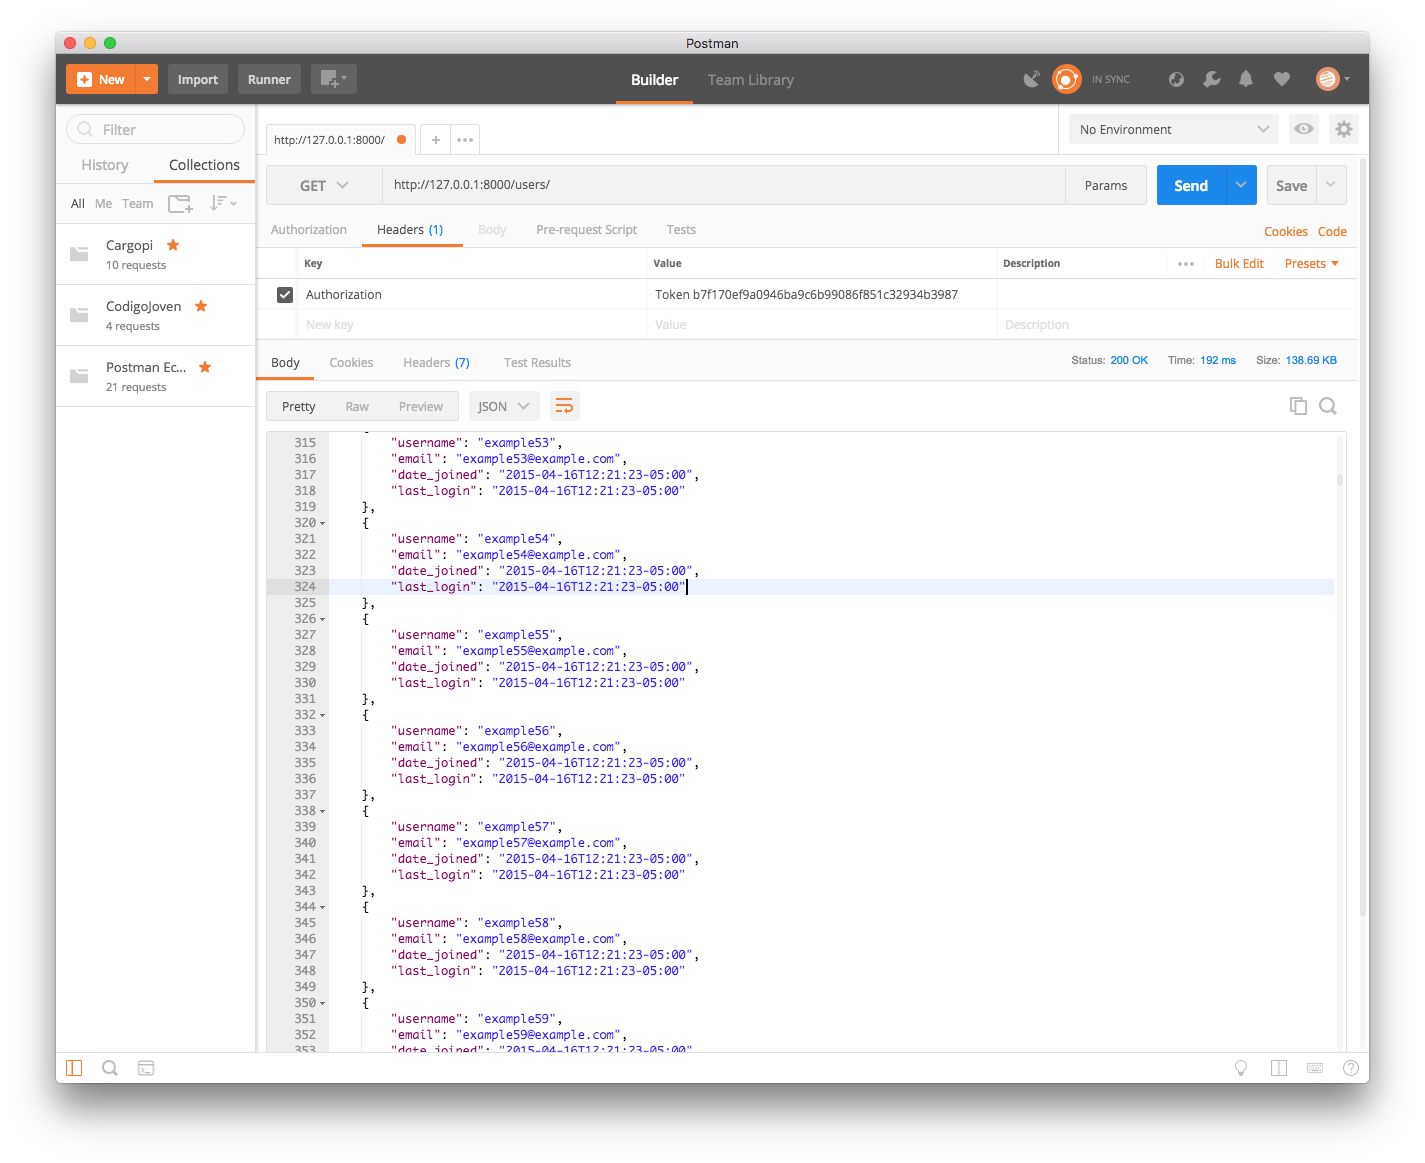 Postman
New Import Runner Builder Team Library IN SYNC
Filter
History Collections
All Me Team
Cargopi
10 requests
CodigoJoven
4 requests
Postman Ec...
21 requests
http://127.0.0.1:8000/ + ••• No Environment
GET http://127.0.0.1:8000/users/ Params Send Save
Authorization Headers (1) Body Pre-request Script Tests Cookies Code
Key Value Description ••• Bulk Edit Presets
Authorization Token b7f170ef9a0946ba9c6b99086f851c32934b3987
New key Value Description
Body Cookies Headers (7) Test Results Status: 200 OK Time: 192 ms Size: 138.69 KB
Pretty Raw Preview JSON
315 "username": "example53",
316 "email": "example53@example.com",
317 "date_joined": "2015-04-16T12:21:23-05:00",
318 "last_login": "2015-04-16T12:21:23-05:00"
319 },
320 {
321 "username": "example54",
322 "email": "example54@example.com",
323 "date_joined": "2015-04-16T12:21:23-05:00",
324 "last_login": "2015-04-16T12:21:23-05:00"
325 },
326 {
327 "username": "example55",
328 "email": "example55@example.com",
329 "date_joined": "2015-04-16T12:21:23-05:00",
330 "last_login": "2015-04-16T12:21:23-05:00"
331 },
332 {
333 "username": "example56",
334 "email": "example56@example.com",
335 "date_joined": "2015-04-16T12:21:23-05:00",
336 "last_login": "2015-04-16T12:21:23-05:00"
337 },
338 {
339 "username": "example57",
340 "email": "example57@example.com",
341 "date_joined": "2015-04-16T12:21:23-05:00",
342 "last_login": "2015-04-16T12:21:23-05:00"
343 },
344 {
345 "username": "example58",
346 "email": "example58@example.com",
347 "date_joined": "2015-04-16T12:21:23-05:00",
348 "last_login": "2015-04-16T12:21:23-05:00"
349 },
350 {
351 "username": "example59",
352 "email": "example59@example.com",
353 "date_joined": "2015-04-16T12:21:23-05:00",